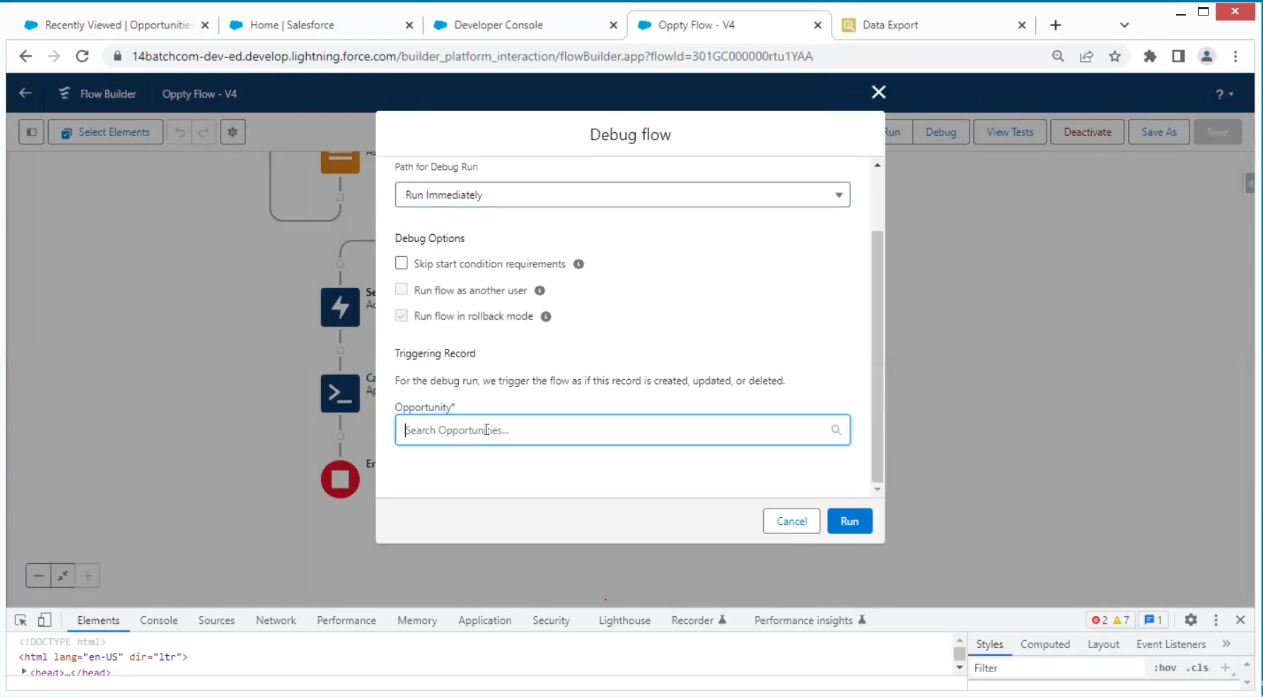 Recently Viewed | Opportunitie
Home | Salesforce
Developer Console
Oppty Flow - V4
Data Export
14batchcom-dev-ed.develop.lightning.force.com/builder_platform_interaction/flowBuilder.app?flowId=301GC000000rtu1YAA
Flow Builder
Oppty Flow - V4
?
Select Elements
Run
Debug
View Tests
Deactivate
Save As
Save
Debug flow
Path for Debug Run
Run Immediately
Debug Options
Skip start condition requirements
Run flow as another user
Run flow in rollback mode
Triggering Record
For the debug run, we trigger the flow as if this record is created, updated, or deleted.
Opportunity*
Search Opportunities...
Cancel
Run
Se
Ac
Ca
Ap
En
Elements
Console
Sources
Network
Performance
Memory
Application
Security
Lighthouse
Recorder
Performance insights
2
7
1
<!DOCTYPE html>
<html lang="en-US" dir="ltr">
<head>…</head>
Styles
Computed
Layout
Event Listeners
»
Filter
:hov .cls +